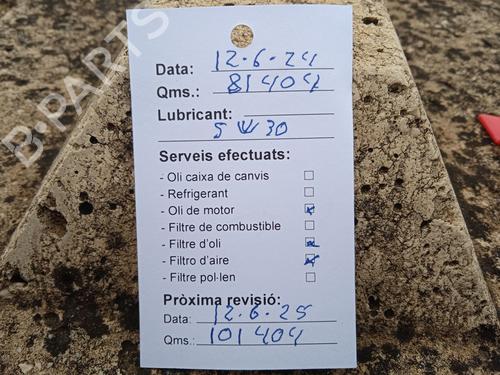 Data: 12-6-24
Qms.: 81404
Lubricant:
5W30
Serveis efectuats:
- Oli caixa de canvis
- Refrigerant
- Oli de motor
- Filtre de combustible
- Filtre d'oli
- Filtro d'aire
- Filtre pol·len
Pròxima revisió:
Data: 12-6-25
Qms.: 101404
B-PARTS